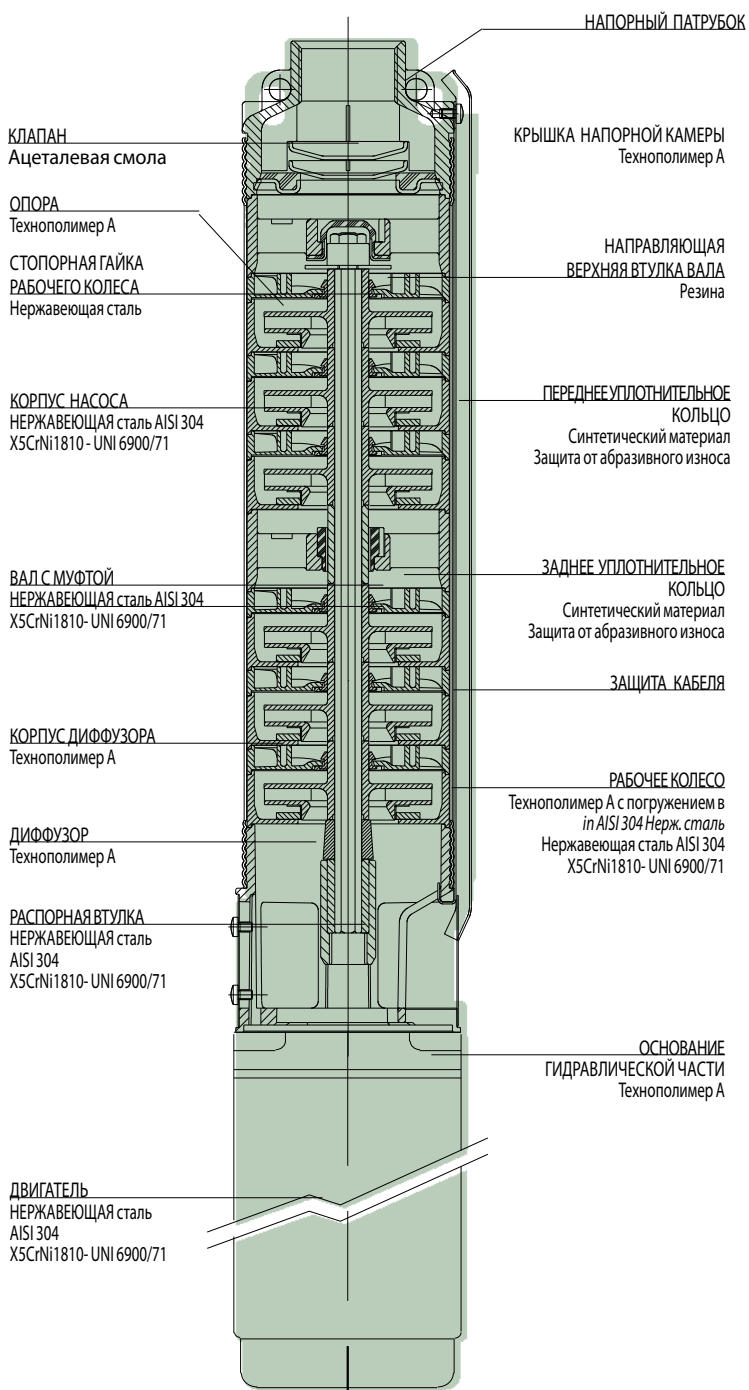 НАПОРНЫЙ ПАТРУБОК
КЛАПАН
Ацеталевая смола
КРЫШКА НАПОРНОЙ КАМЕРЫ
Технополимер А
ОПОРА
Технополимер А
СТОПОРНАЯ ГАЙКА
РАБОЧЕГО КОЛЕСА
Нержавеющая сталь
НАПРАВЛЯЮЩАЯ
ВЕРХНЯЯ ВТУЛКА ВАЛА
Резина
КОРПУС НАСОСА
НЕРЖАВЕЮЩАЯ сталь AISI 304
X5CrNi1810 - UNI 6900/71
ПЕРЕДНЕЕ УПЛОТНИТЕЛЬНОЕ
КОЛЬЦО
Синтетический материал
Защита от абразивного износа
ВАЛ С МУФТОЙ
НЕРЖАВЕЮЩАЯ сталь AISI 304
X5CrNi1810- UNI 6900/71
ЗАДНЕЕ УПЛОТНИТЕЛЬНОЕ
КОЛЬЦО
Синтетический материал
Защита от абразивного износа
ЗАЩИТА КАБЕЛЯ
КОРПУС ДИФФУЗОРА
Технополимер А
РАБОЧЕЕ КОЛЕСО
Технополимер А с погружением в
in AISI 304 Нерж. сталь
Нержавеющая сталь AISI 304
X5CrNi1810- UNI 6900/71
ДИФФУЗОР
Технополимер А
РАСПОРНАЯ ВТУЛКА
НЕРЖАВЕЮЩАЯ сталь
AISI 304
X5CrNi1810- UNI 6900/71
ОСНОВАНИЕ
ГИДРАВЛИЧЕСКОЙ ЧАСТИ
Технополимер А
ДВИГАТЕЛЬ
НЕРЖАВЕЮЩАЯ сталь
AISI 304
X5CrNi1810- UNI 6900/71